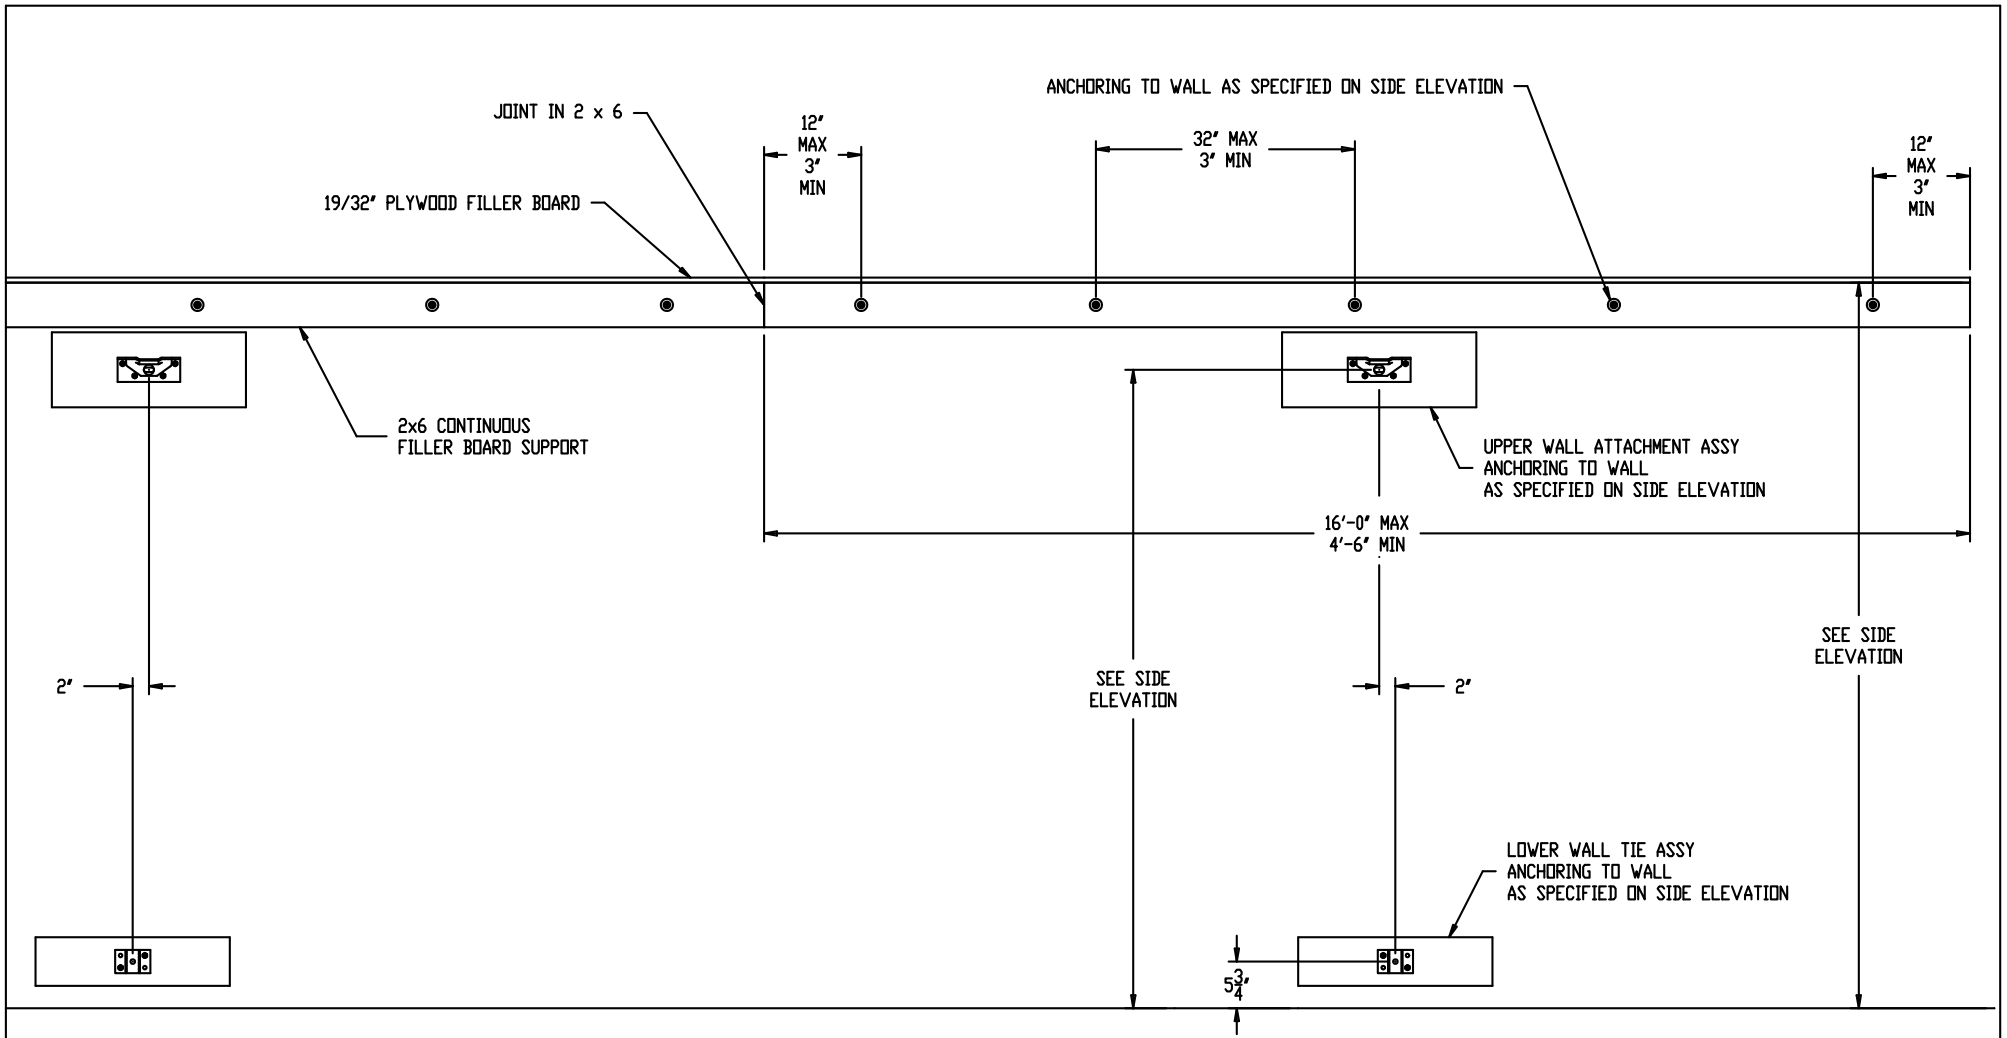 ANCHORING TO WALL AS SPECIFIED ON SIDE ELEVATION
JOINT IN 2 x 6
12"
MAX
3"
MIN
32" MAX
3" MIN
12"
MAX
3"
MIN
19/32" PLYWOOD FILLER BOARD
2x6 CONTINUOUS
FILLER BOARD SUPPORT
UPPER WALL ATTACHMENT ASSY
ANCHORING TO WALL
AS SPECIFIED ON SIDE ELEVATION
16'-0" MAX
4'-6" MIN
SEE SIDE
ELEVATION
SEE SIDE
ELEVATION
2"
2"
LOWER WALL TIE ASSY
ANCHORING TO WALL
AS SPECIFIED ON SIDE ELEVATION
5 3/4"